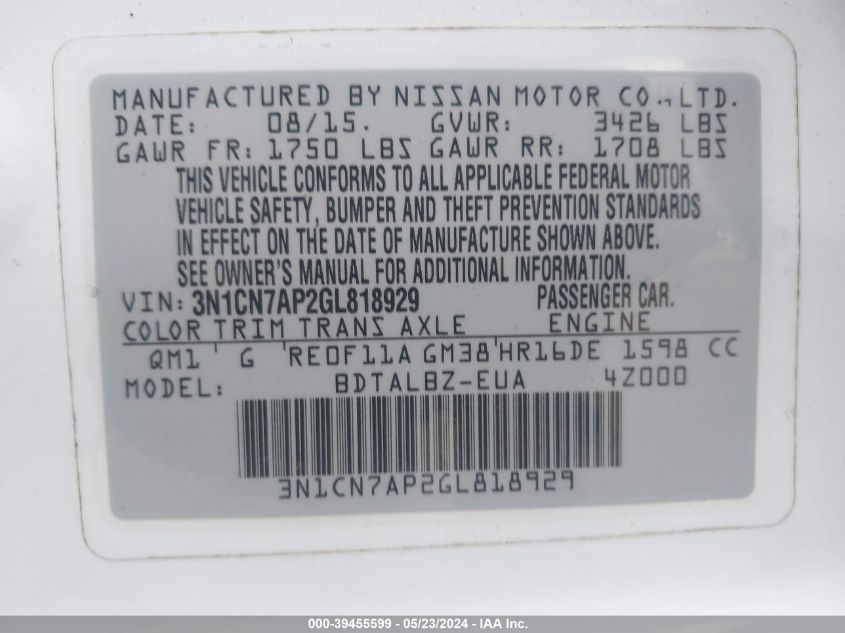 MANUFACTURED BY NISSAN MOTOR CO., LTD.
DATE: 08/15. GVWR: 3426 LBS
GAWR FR: 1750 LBS GAWR RR: 1708 LBS
THIS VEHICLE CONFORMS TO ALL APPLICABLE FEDERAL MOTOR
VEHICLE SAFETY, BUMPER AND THEFT PREVENTION STANDARDS
IN EFFECT ON THE DATE OF MANUFACTURE SHOWN ABOVE.
SEE OWNER'S MANUAL FOR ADDITIONAL INFORMATION.
VIN: 3N1CN7AP2GL818929 PASSENGER CAR.
COLOR TRIM TRANS AXLE ENGINE
QM1 G RE0F11A GM38 HR16DE 1598 CC
MODEL: BDTALBZ-EUA 4Z000
3N1CN7AP2GL818929
000-39455599 - 05/23/2024 - IAA Inc.